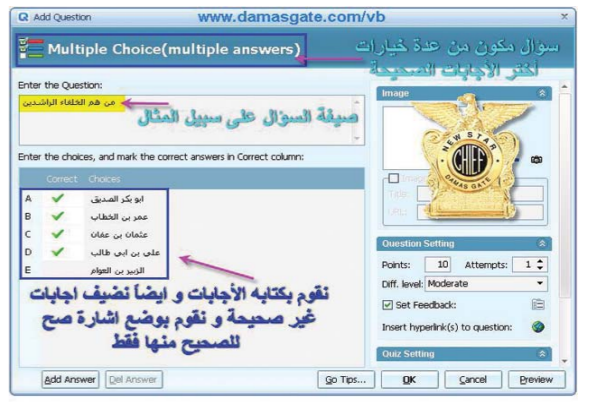 Add Question
www.damasgate.com/vb
Multiple Choice(multiple answers)
سؤال مكون من عدة خيارات
أختر الأجابات الصحيحة
Enter the Question:
من هم الخلفاء الراشدين
صيغة السؤال على سبيل المثال
Enter the choices, and mark the correct answers in Correct column:
Correct Choices
A ابو بكر الصديق
B عمر بن الخطاب
C عثمان بن عفان
D علي بن ابي طالب
E الزبير بن العوام
نقوم بكتابه الأجابات و ايضاً نضيف اجابات
غير صحيحة و نقوم بوضع اشارة صح
للصحيح منها فقط
Image
NEW STAR
CHIEF
DAMAS GATE
Title:
URL:
Question Setting
Points: 10 Attempts: 1
Diff. level: Moderate
Set Feedback:
Insert hyperlink(s) to question:
Quiz Setting
Add Answer Del Answer Go Tips... OK Cancel Preview